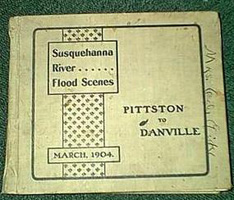 Susquehanna
River ......
Flood Scenes
PITTSTON
TO
DANVILLE
MARCH, 1904.